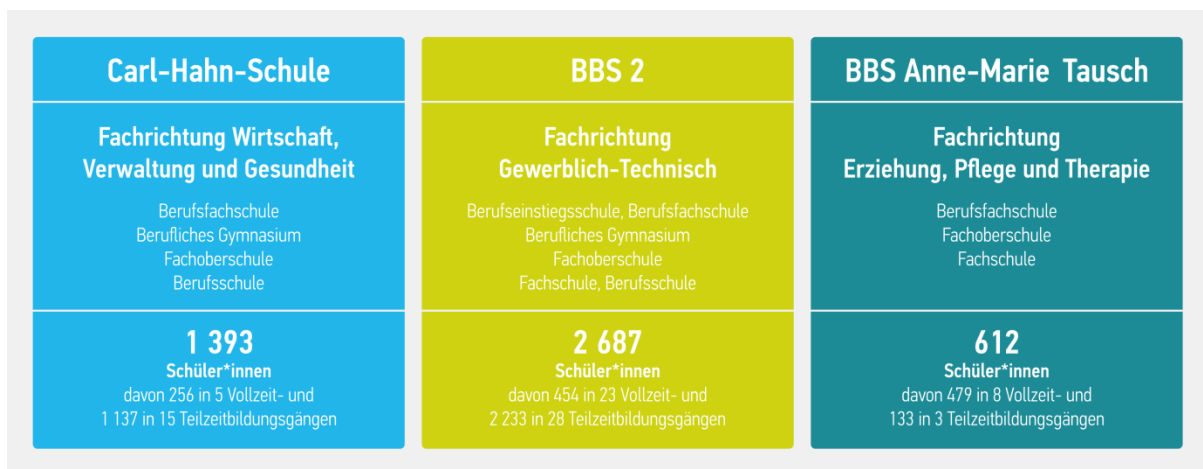 Carl-Hahn-Schule
Fachrichtung Wirtschaft,
Verwaltung und Gesundheit
Berufsfachschule
Berufliches Gymnasium
Fachoberschule
Berufsschule
1 393
Schüler*innen
davon 256 in 5 Vollzeit- und
1 137 in 15 Teilzeitbildungsgängen
BBS 2
Fachrichtung
Gewerblich-Technisch
Berufseinstiegsschule, Berufsfachschule
Berufliches Gymnasium
Fachoberschule
Fachschule, Berufsschule
2 687
Schüler*innen
davon 454 in 23 Vollzeit- und
2 233 in 28 Teilzeitbildungsgängen
BBS Anne-Marie Tausch
Fachrichtung
Erziehung, Pflege und Therapie
Berufsfachschule
Fachoberschule
Fachschule
612
Schüler*innen
davon 479 in 8 Vollzeit- und
133 in 3 Teilzeitbildungsgängen